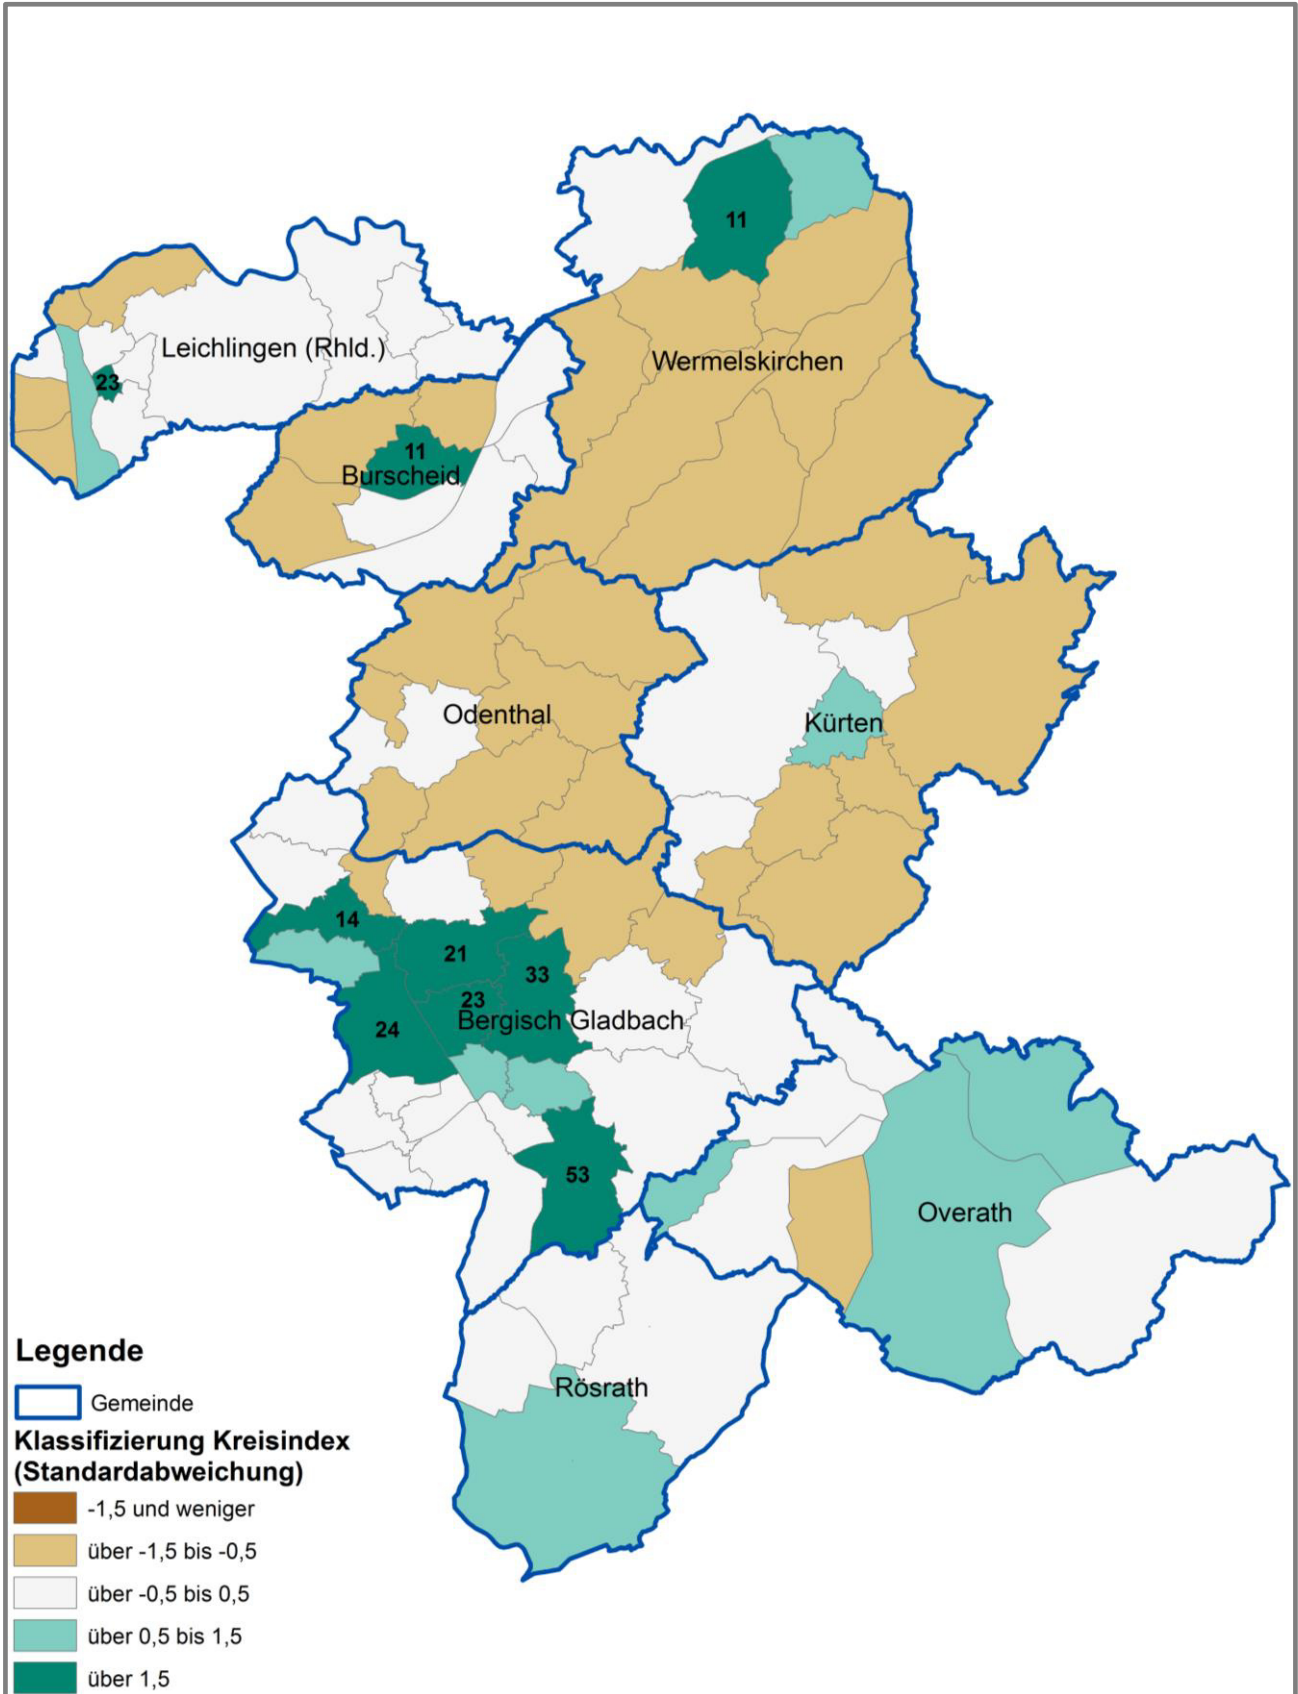 11
Leichlingen (Rhld.)
Wermelskirchen
23
11
Burscheid
Odenthal
Kürten
14
21
33
23
Bergisch Gladbach
24
53
Overath
Rösrath
Legende
Gemeinde
Klassifizierung Kreisindex
(Standardabweichung)
-1,5 und weniger
über -1,5 bis -0,5
über -0,5 bis 0,5
über 0,5 bis 1,5
über 1,5